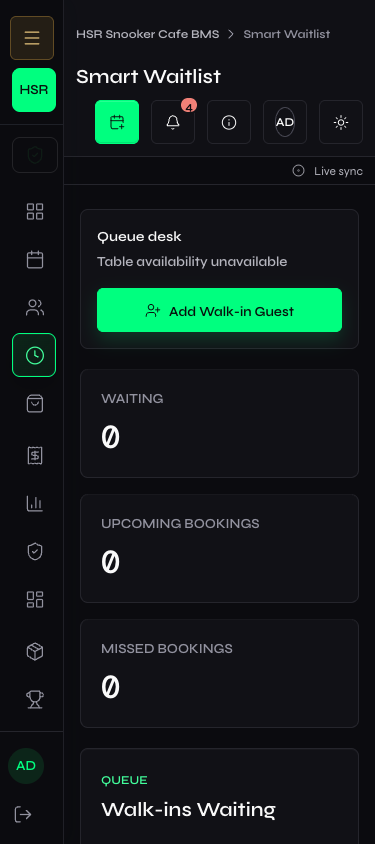 HSR
HSR Snooker Cafe BMS > Smart Waitlist
Smart Waitlist
4
AD
Live sync
Queue desk
Table availability unavailable
Add Walk-in Guest
WAITING
0
UPCOMING BOOKINGS
0
MISSED BOOKINGS
0
QUEUE
Walk-ins Waiting
AD